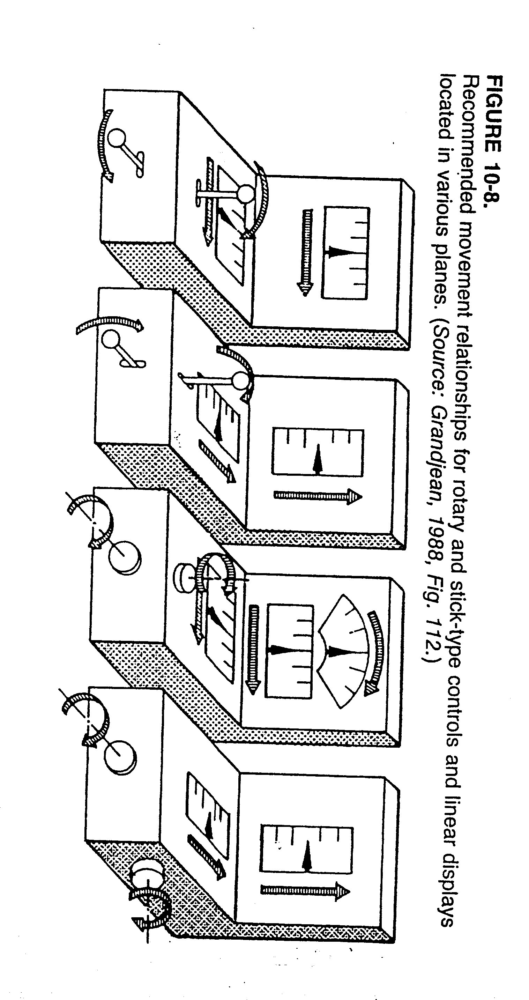 FIGURE 10-8.
Recommended movement relationships for rotary and stick-type controls and linear displays
located in various planes. (Source: Grandjean, 1988, Fig. 112.)